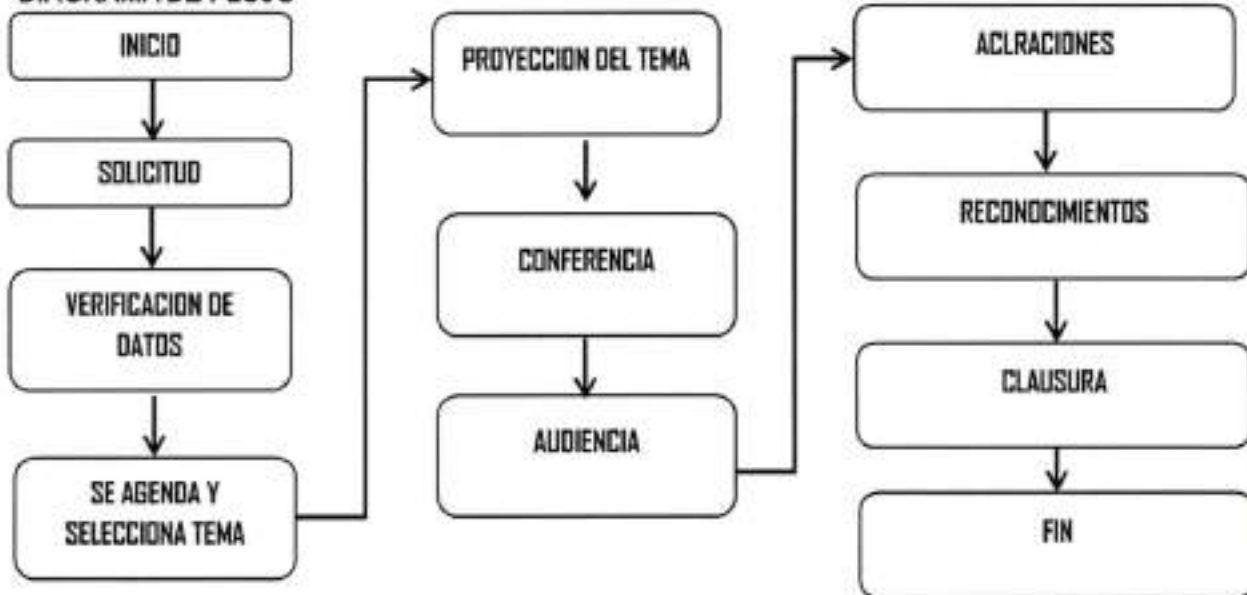 INICIO
SOLICITUD
VERIFICACION DE
DATOS
SE AGENDA Y
SELECCIONA TEMA
PROYECCION DEL TEMA
CONFERENCIA
AUDIENCIA
ACLRACIONES
RECONOCIMIENTOS
CLAUSURA
FIN